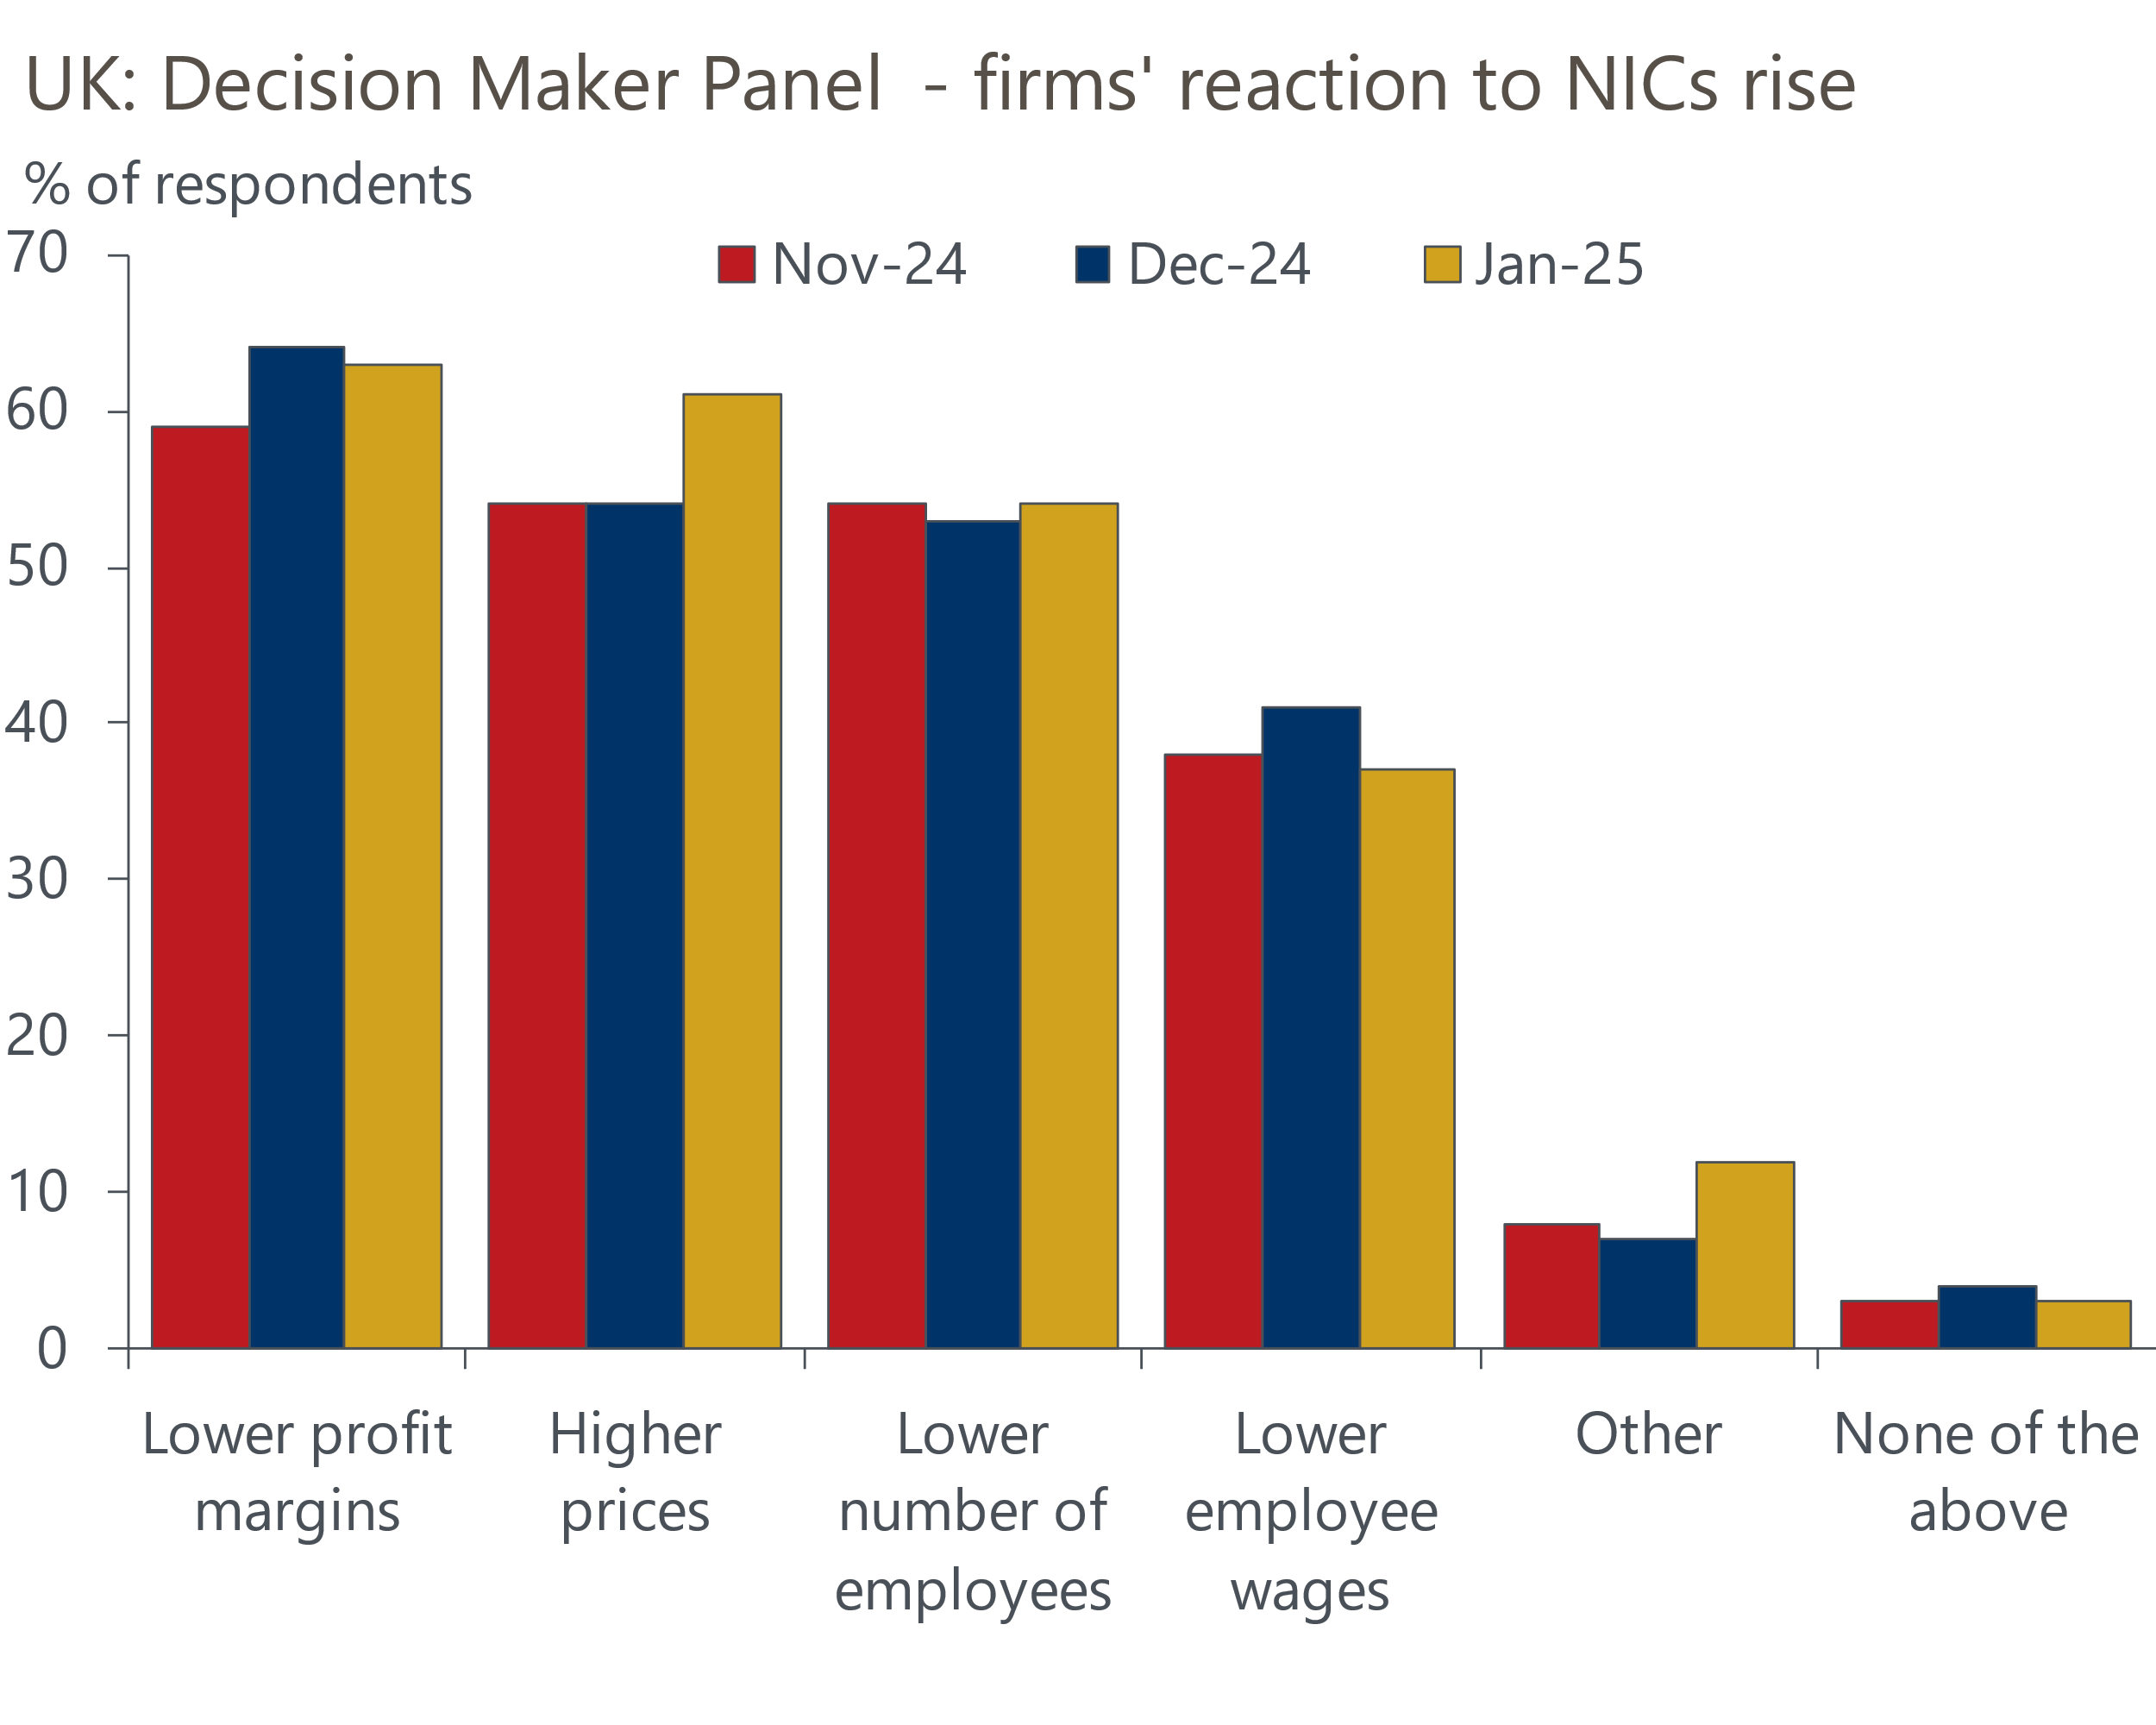 UK: Decision Maker Panel - firms' reaction to NICs rise
% of respondents
70
Nov-24
Dec-24
Jan-25
60
50
40
30
20
10
0
Lower profit
margins
Higher
prices
Lower
number of
employees
Lower
employee
wages
Other
None of the
above